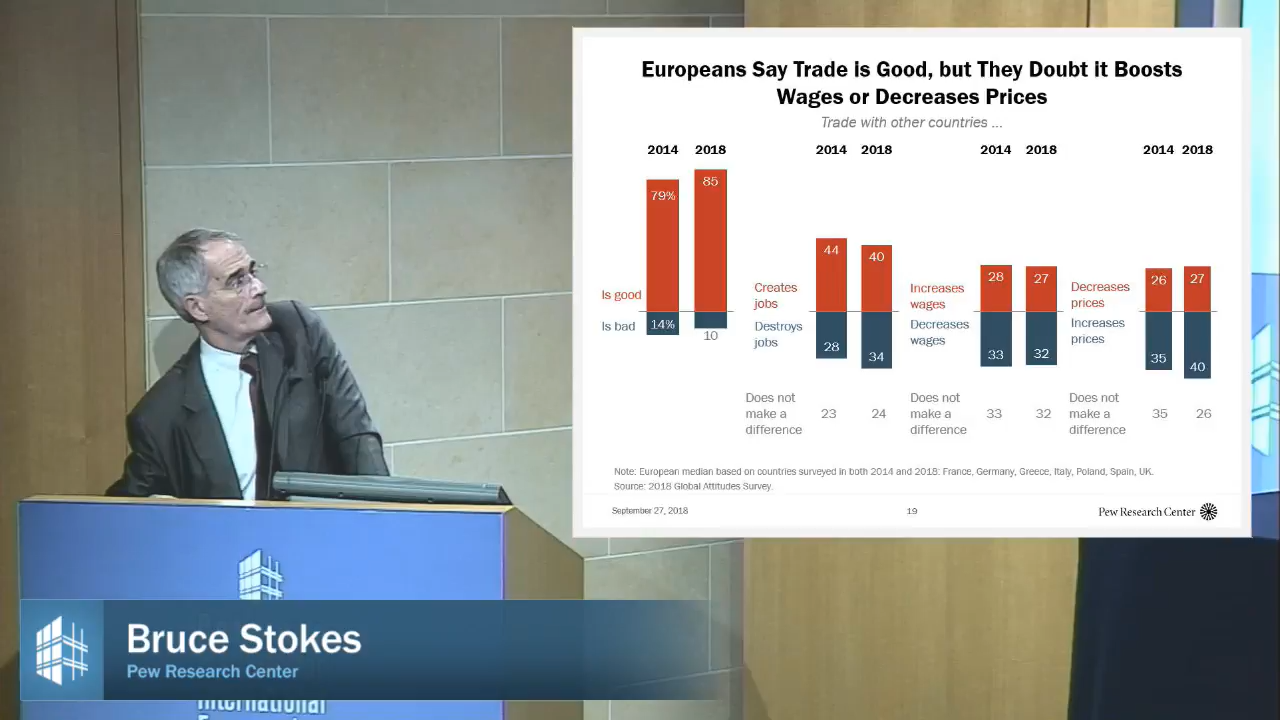 Europeans Say Trade is Good, but They Doubt it Boosts
Wages or Decreases Prices
Trade with other countries ...
2014 2018 2014 2018 2014 2018 2014 2018
79% 85 44 40 28 27 26 27
Is good
Is bad
Creates
jobs
Destroys
jobs
Increases
wages
Decreases
wages
Decreases
prices
Increases
prices
14% 10 28 34 33 32 35 40
Does not
make a
difference
23 24
Does not
make a
difference
33 32
Does not
make a
difference
35 26
Note: European median based on countries surveyed in both 2014 and 2018: France, Germany, Greece, Italy, Poland, Spain, UK.
Source: 2018 Global Attitudes Survey.
September 27, 2018 19 Pew Research Center
Bruce Stokes
Pew Research Center
International